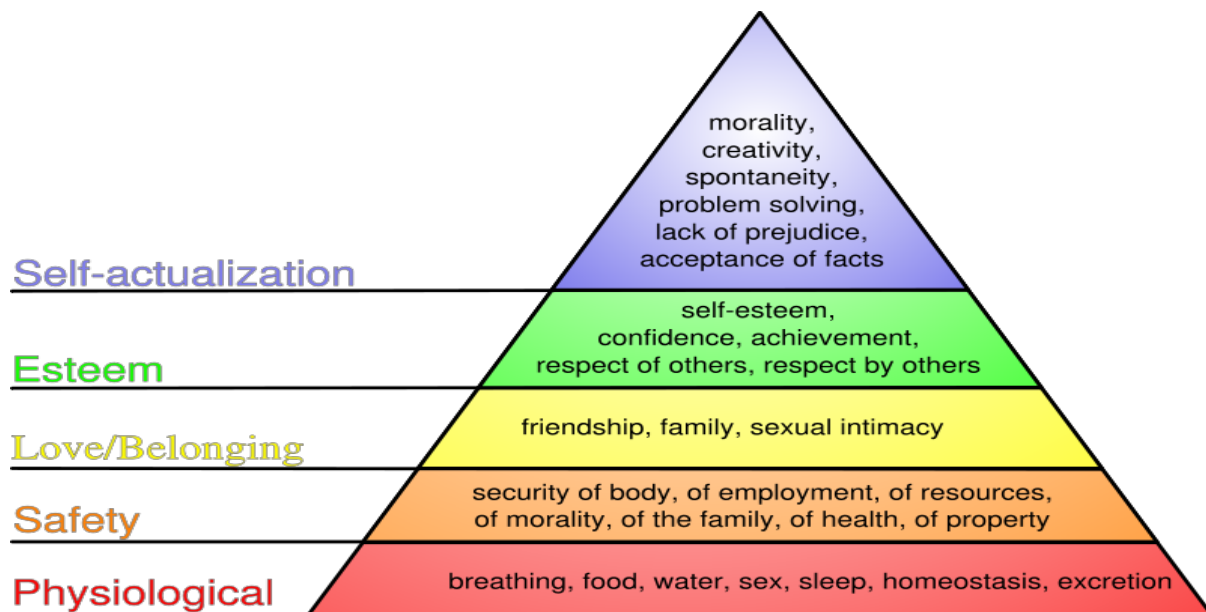 morality,
creativity,
spontaneity,
problem solving,
lack of prejudice,
acceptance of facts
Self-actualization
self-esteem,
confidence, achievement,
respect of others, respect by others
Esteem
friendship, family, sexual intimacy
Love/Belonging
security of body, of employment, of resources,
of morality, of the family, of health, of property
Safety
breathing, food, water, sex, sleep, homeostasis, excretion
Physiological